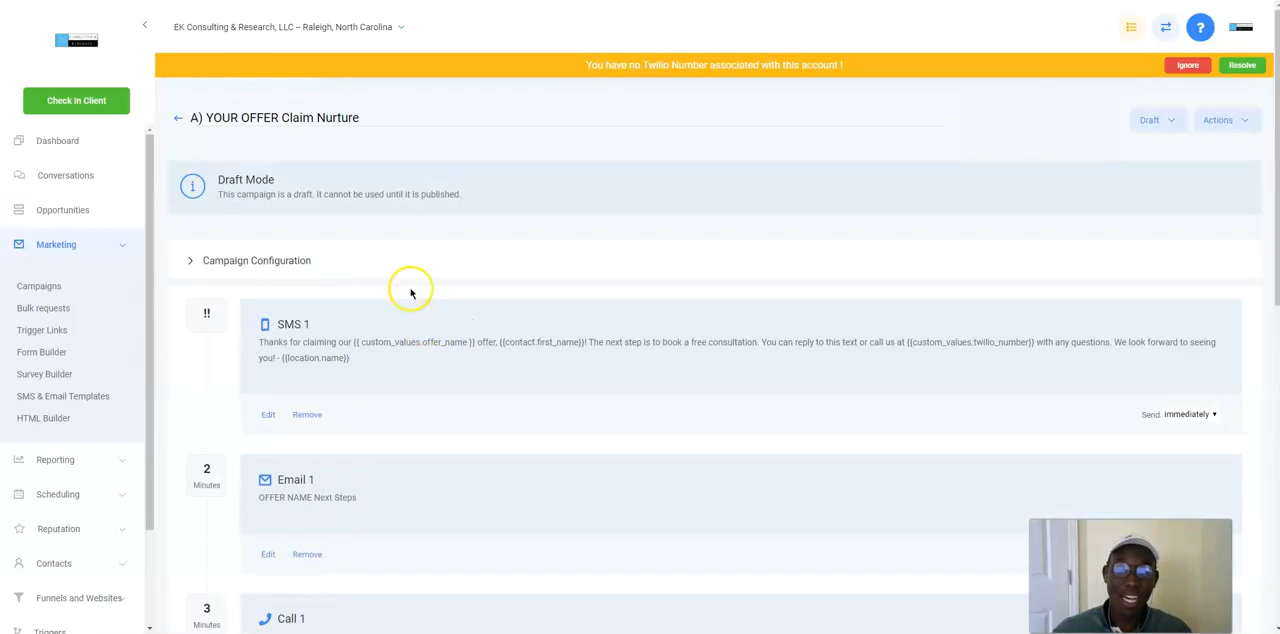 EK Consulting & Research, LLC -- Raleigh, North Carolina
?
You have no Twilio Number associated with this account !
Ignore
Resolve
Check In Client
A) YOUR OFFER Claim Nurture
Draft
Actions
Dashboard
Conversations
Opportunities
Marketing
Campaigns
Bulk requests
Trigger Links
Form Builder
Survey Builder
SMS & Email Templates
HTML Builder
Reporting
Scheduling
Reputation
Contacts
Funnels and Websites
Triggers
Draft Mode
This campaign is a draft. It cannot be used until it is published.
Campaign Configuration
!!
SMS 1
Thanks for claiming our {{ custom_values.offer_name }} offer, {{contact.first_name}}! The next step is to book a free consultation. You can reply to this text or call us at {{custom_values.twilio_number}} with any questions. We look forward to seeing
you! - {{location.name}}
Edit
Remove
Send immediately
2
Minutes
Email 1
OFFER NAME Next Steps
Edit
Remove
3
Minutes
Call 1